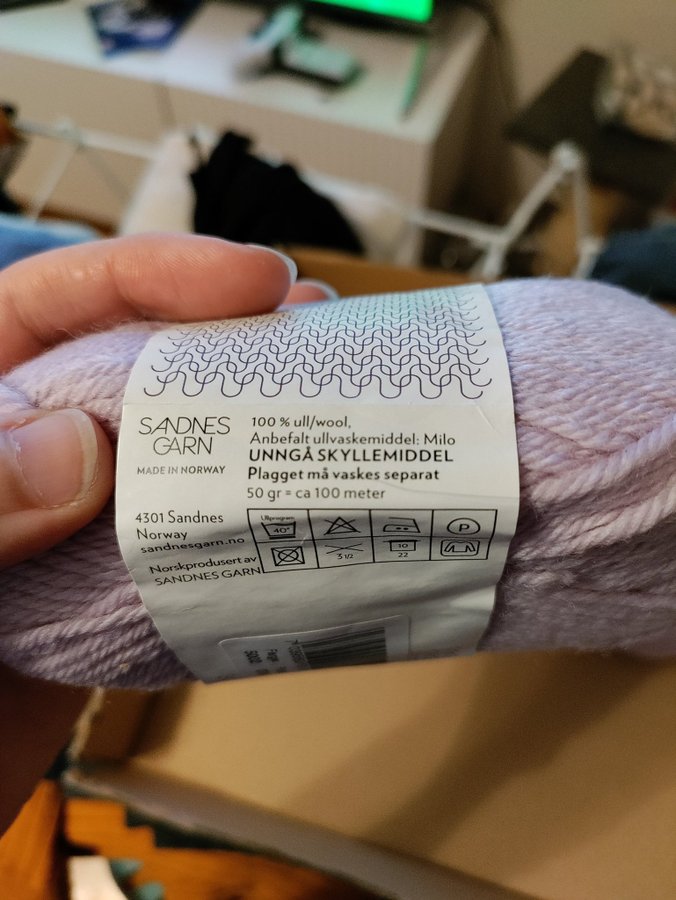 SANDNES
GARN
MADE IN NORWAY
100 % ull/wool,
Anbefalt ullvaskemiddel: Milo
UNNGÅ SKYLLEMIDDEL
Plagget må vaskes separat
50 gr = ca 100 meter
4301 Sandnes
Norway
sandnesgarn.no
Norskprodusert av
SANDNES GARN
Ullprogram
40°
P
3 1/2
10
22